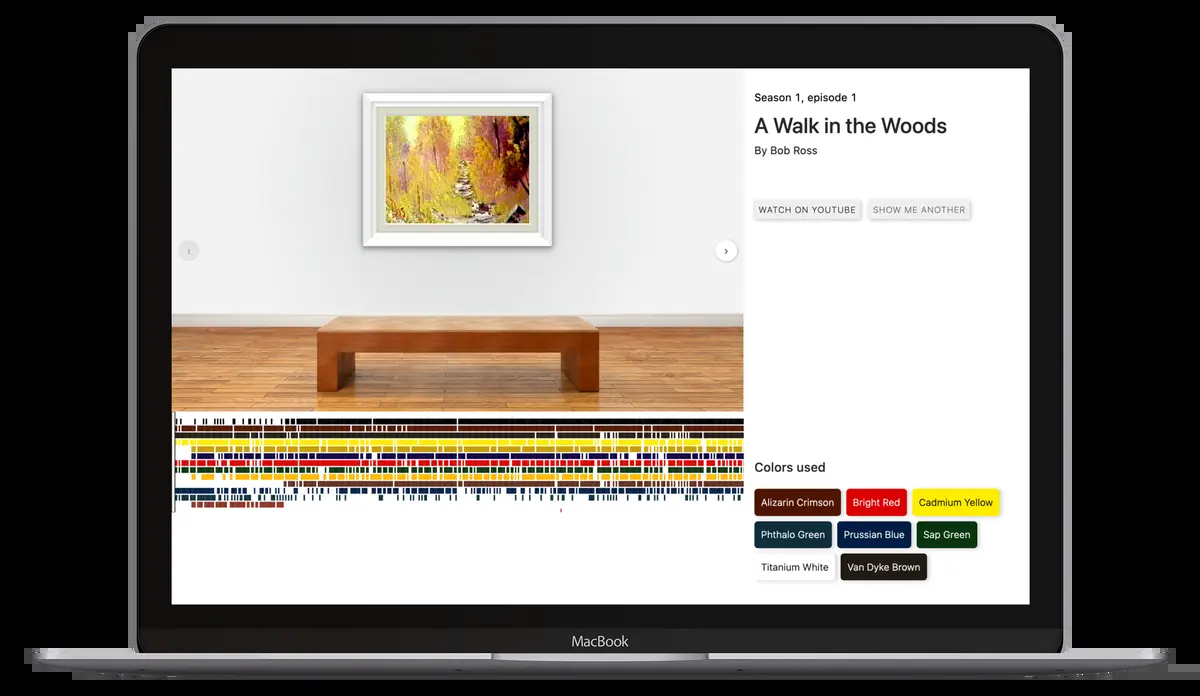 Season 1, episode 1
A Walk in the Woods
By Bob Ross
WATCH ON YOUTUBE SHOW ME ANOTHER
Colors used
Alizarin Crimson Bright Red Cadmium Yellow
Phthalo Green Prussian Blue Sap Green
Titanium White Van Dyke Brown
MacBook